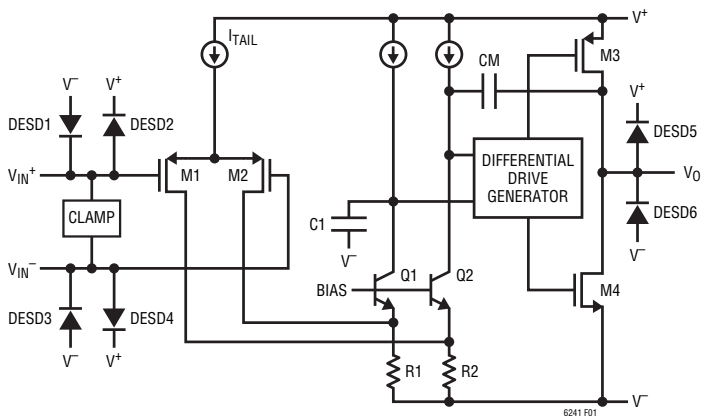 V+
ITAIL
CM
M3
V–
V+
V+
DESD1
DESD2
DESD5
VIN+
M1
M2
DIFFERENTIAL
DRIVE
GENERATOR
VO
CLAMP
C1
DESD6
V–
V–
VIN–
Q1
Q2
BIAS
M4
DESD3
DESD4
V–
V+
R1
R2
V–
6241 F01